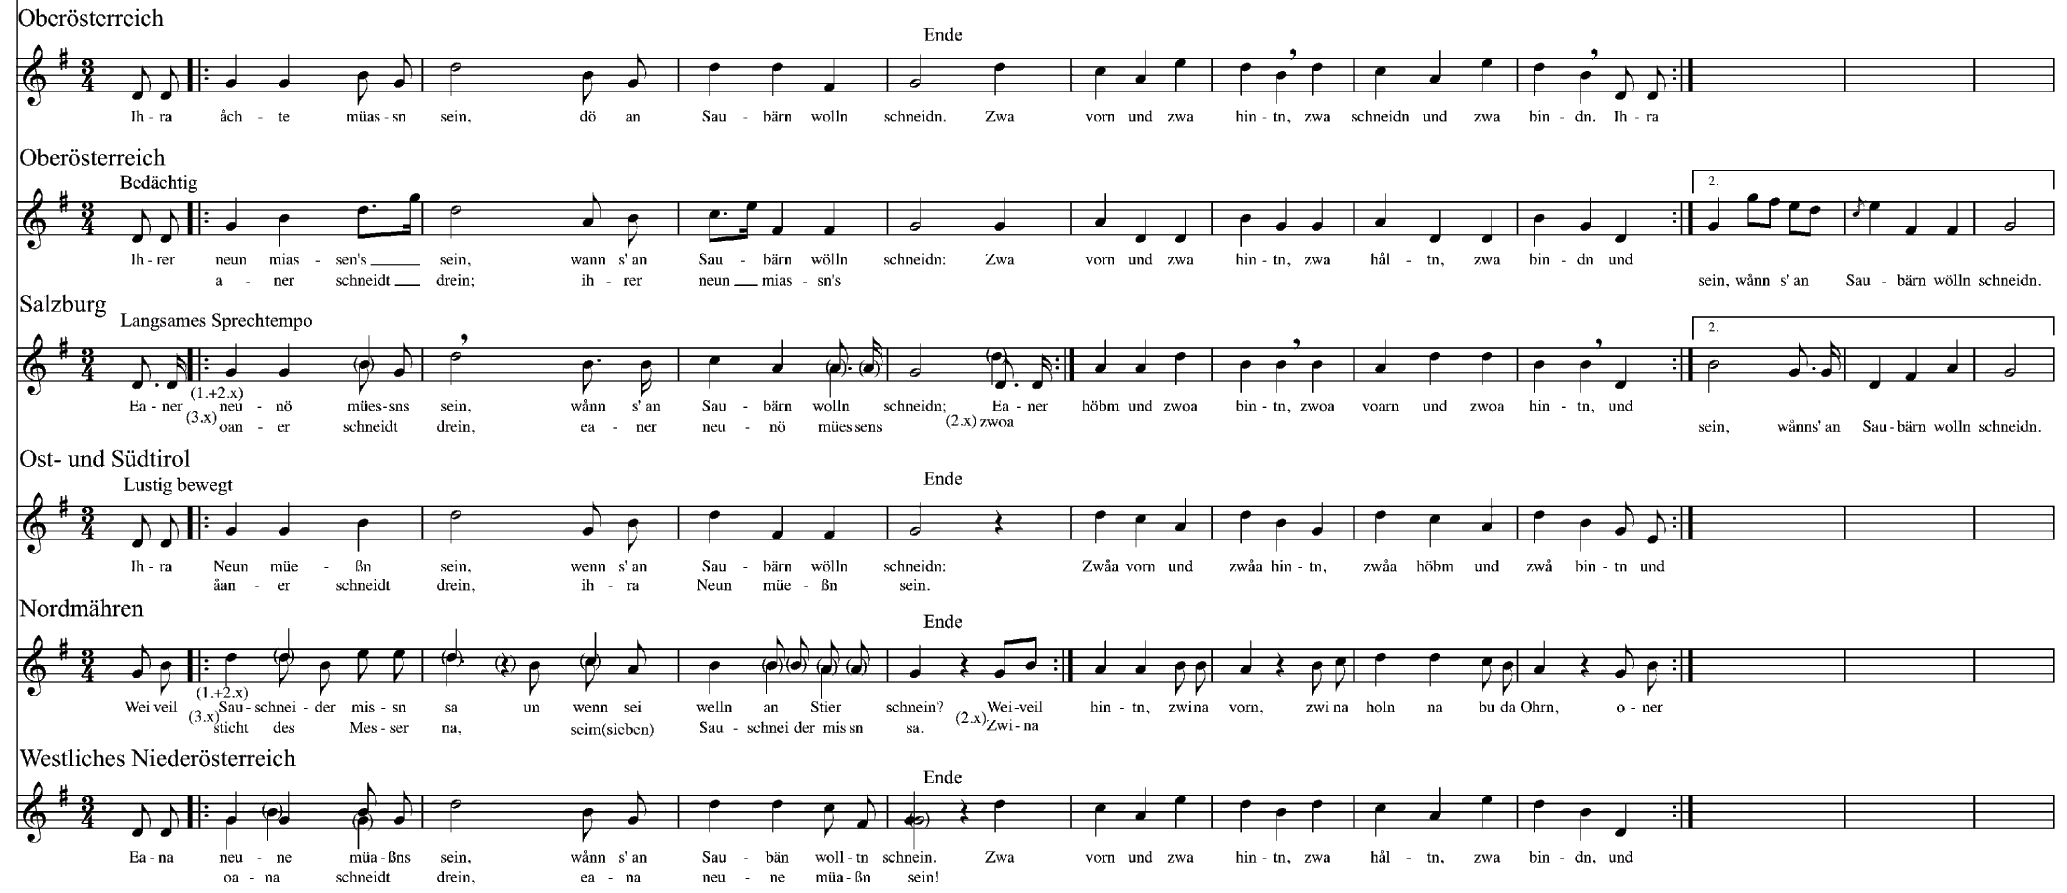 Oberösterreich
Ende
Ih - ra åch - te müas - ssn sein, dö an Sau - bärn wolln schneidn. Zwa vorn und zwa hin - tn, zwa schneidn und zwa bin - dn. Ih - ra
Oberösterreich
Bedächtig
2.
Ih - rer neun mias - sen's sein, wann s' an Sau - bärn wölln schneidn: Zwa vorn und zwa hin - tn, zwa hål - tn, zwa bin - dn und
a - ner schneidt drein; ih - rer neun mias - sn's sein, wånn s' an Sau - bärn wölln schneidn.
Salzburg
Langsames Sprechtempo
2.
(1.+2.x)
Ea - ner neu - nö mües - sns sein, wånn s' an Sau - bärn wolln schneidn; Ea - ner höbm und zwoa bin - tn, zwoa voarn und zwoa hin - tn, und
(3.x) oan - er schneidt drein, ea - ner neu - nö mües sens (2.x) zwoa sein, wånns' an Sau - bärn wolln schneidn.
Ost- und Südtirol
Lustig bewegt
Ende
Ih - ra Neun müe - ßn sein, wenn s' an Sau - bärn wölln schneidn: Zwåa vorn und zwåa hin - tn, zwåa höbm und zwå bin - tn und
åan - er schneidt drein, ih - ra Neun müe - ßn sein.
Nordmähren
Ende
(1.+2.x)
Wei veil Sau - schnei - der mis - sn sa un wenn sei welln an Stier schnein? Wei - veil hin - tn, zwi na vorn, zwi na holn na bu da Ohrn, o - ner
(3.x) sticht des Mes - ser na, seim(sieben) Sau - schnei der mis sn sa. (2.x) Zwi - na
Westliches Niederösterreich
Ende
Ea - na neu - ne müa - ßns sein, wånn s' an Sau - bän woll - tn schnein. Zwa vorn und zwa hin - tn, zwa hål - tn, zwa bin - dn, und
oa - na schneidt drein, ea - na neu - ne müa - ßn sein!